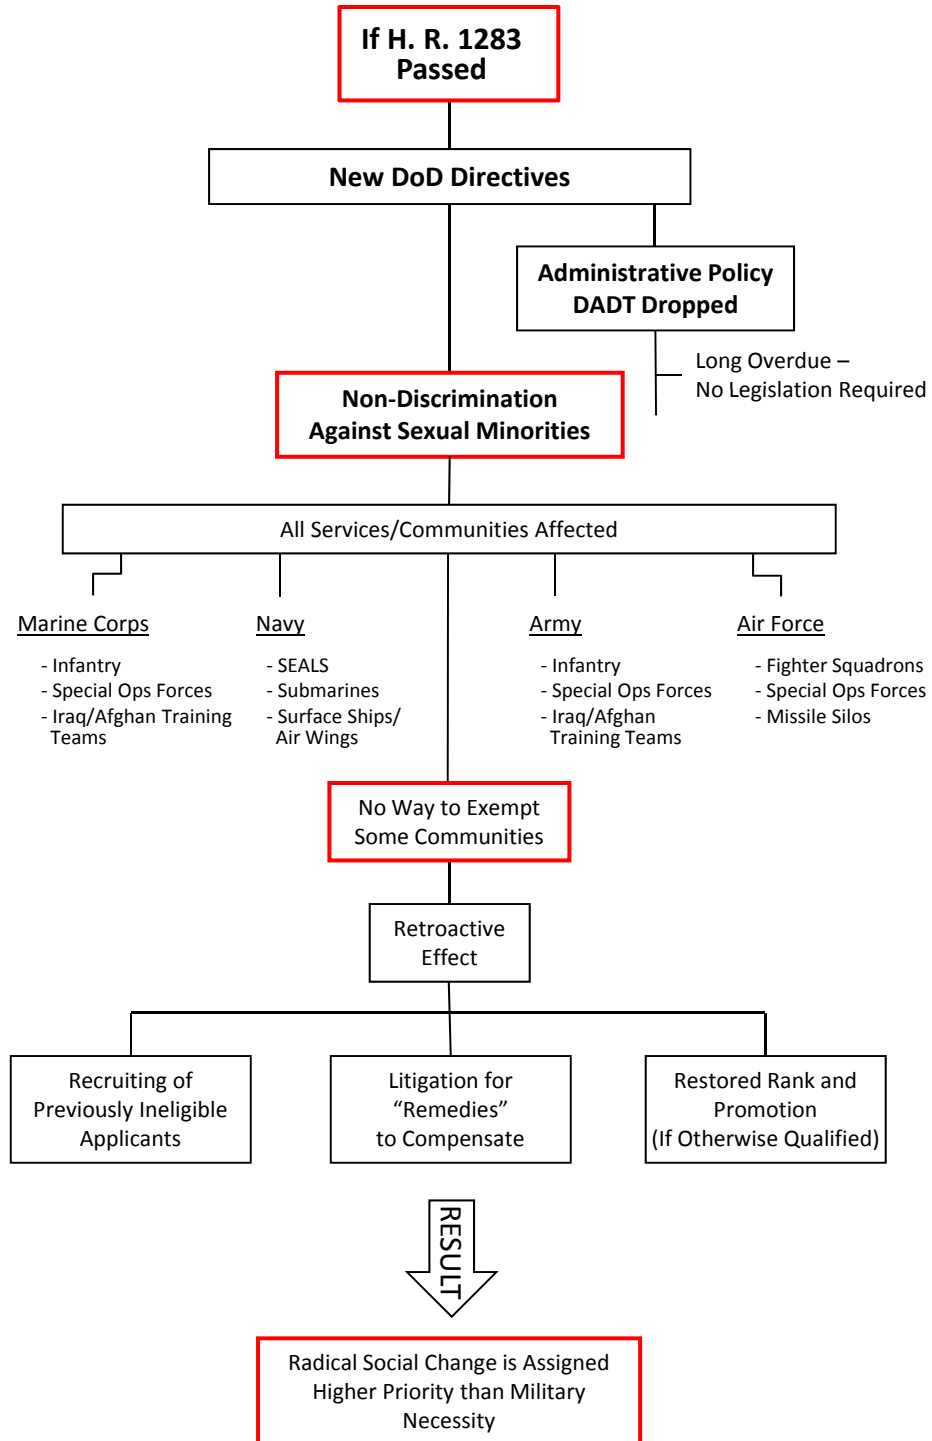 If H. R. 1283
Passed
New DoD Directives
Administrative Policy
DADT Dropped
Long Overdue –
No Legislation Required
Non-Discrimination
Against Sexual Minorities
All Services/Communities Affected
Marine Corps
- Infantry
- Special Ops Forces
- Iraq/Afghan Training
Teams
Navy
- SEALS
- Submarines
- Surface Ships/
Air Wings
Army
- Infantry
- Special Ops Forces
- Iraq/Afghan
Training Teams
Air Force
- Fighter Squadrons
- Special Ops Forces
- Missile Silos
No Way to Exempt
Some Communities
Retroactive
Effect
Recruiting of
Previously Ineligible
Applicants
Litigation for
“Remedies”
to Compensate
Restored Rank and
Promotion
(If Otherwise Qualified)
RESULT
Radical Social Change is Assigned
Higher Priority than Military
Necessity